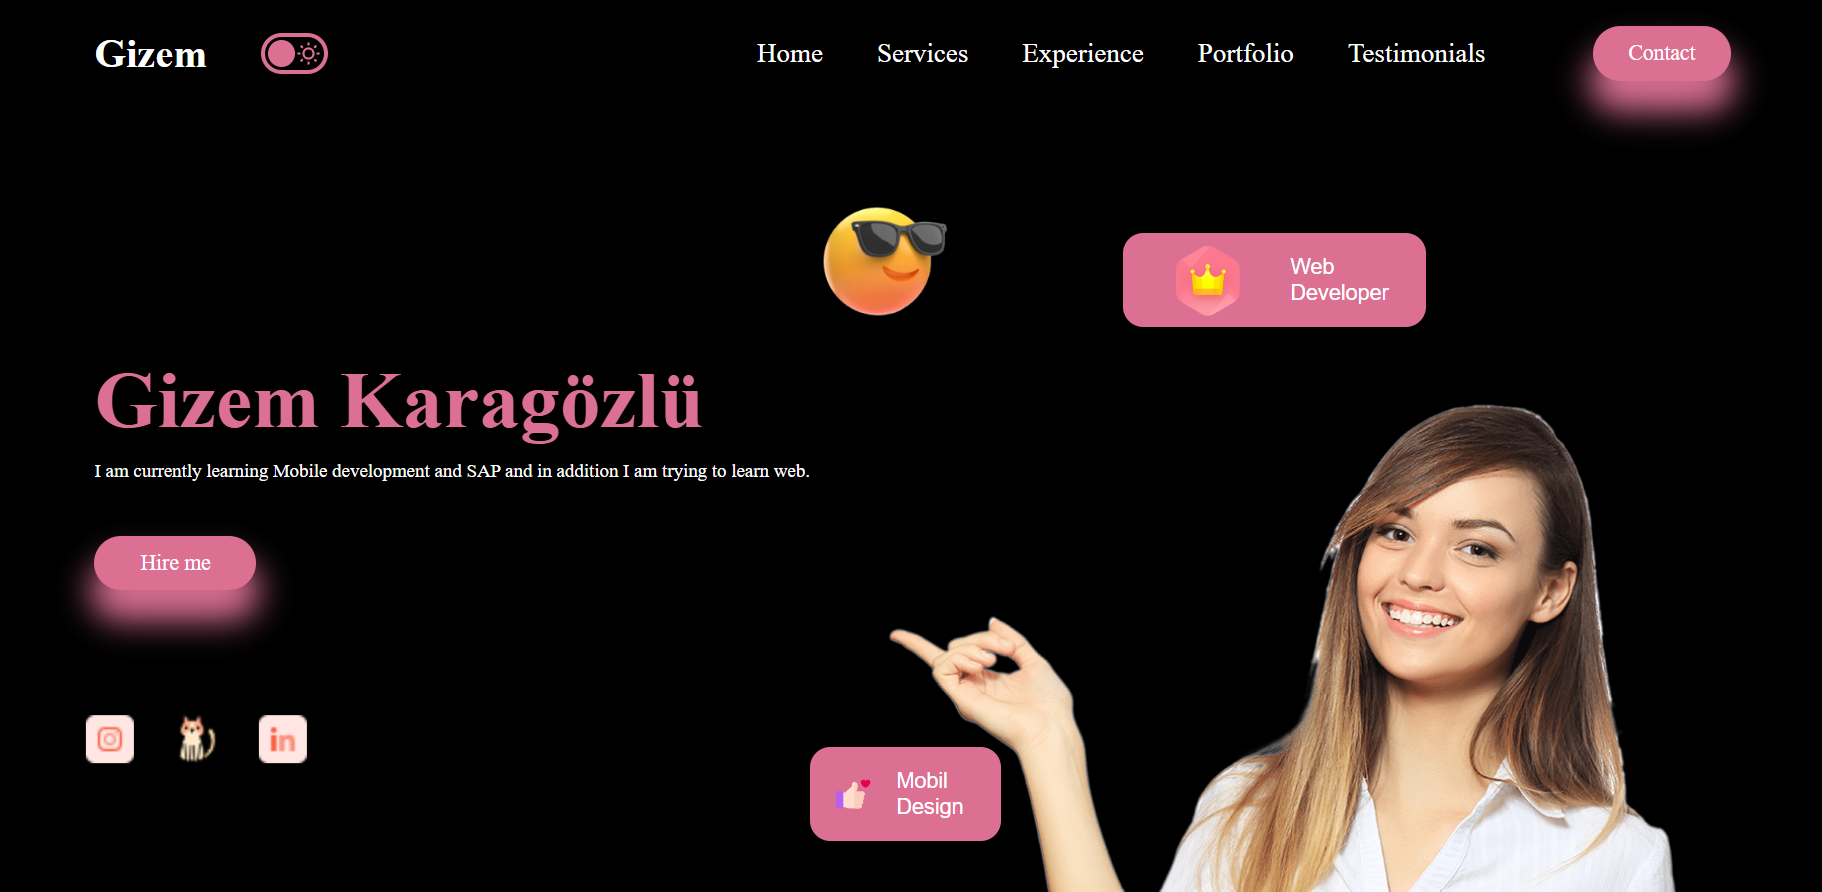 Gizem
Home
Services
Experience
Portfolio
Testimonials
Contact
Web
Developer
Gizem Karagözlü
I am currently learning Mobile development and SAP and in addition I am trying to learn web.
Hire me
in
Mobil
Design